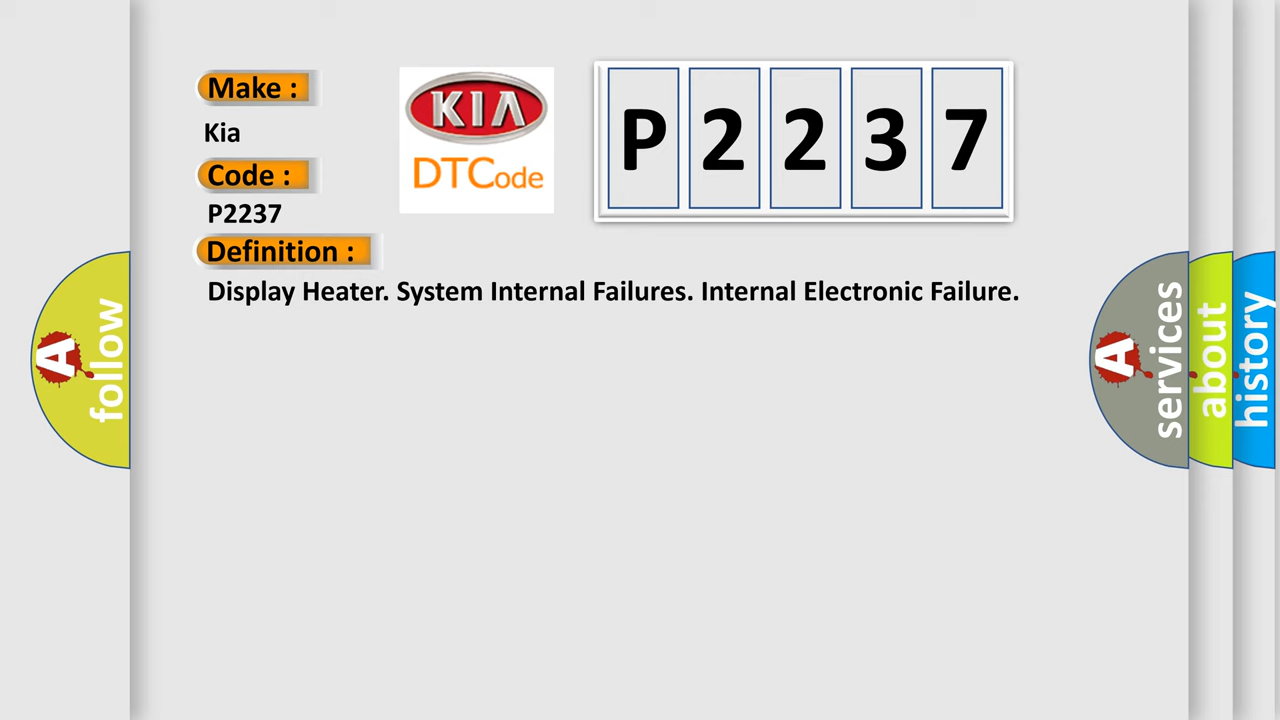 Make :
Kia
Code :
P2237
Definition :
Display Heater. System Internal Failures. Internal Electronic Failure.
KIA
DTCode
P 2 2 3 7
A
follow
A
services
about
history